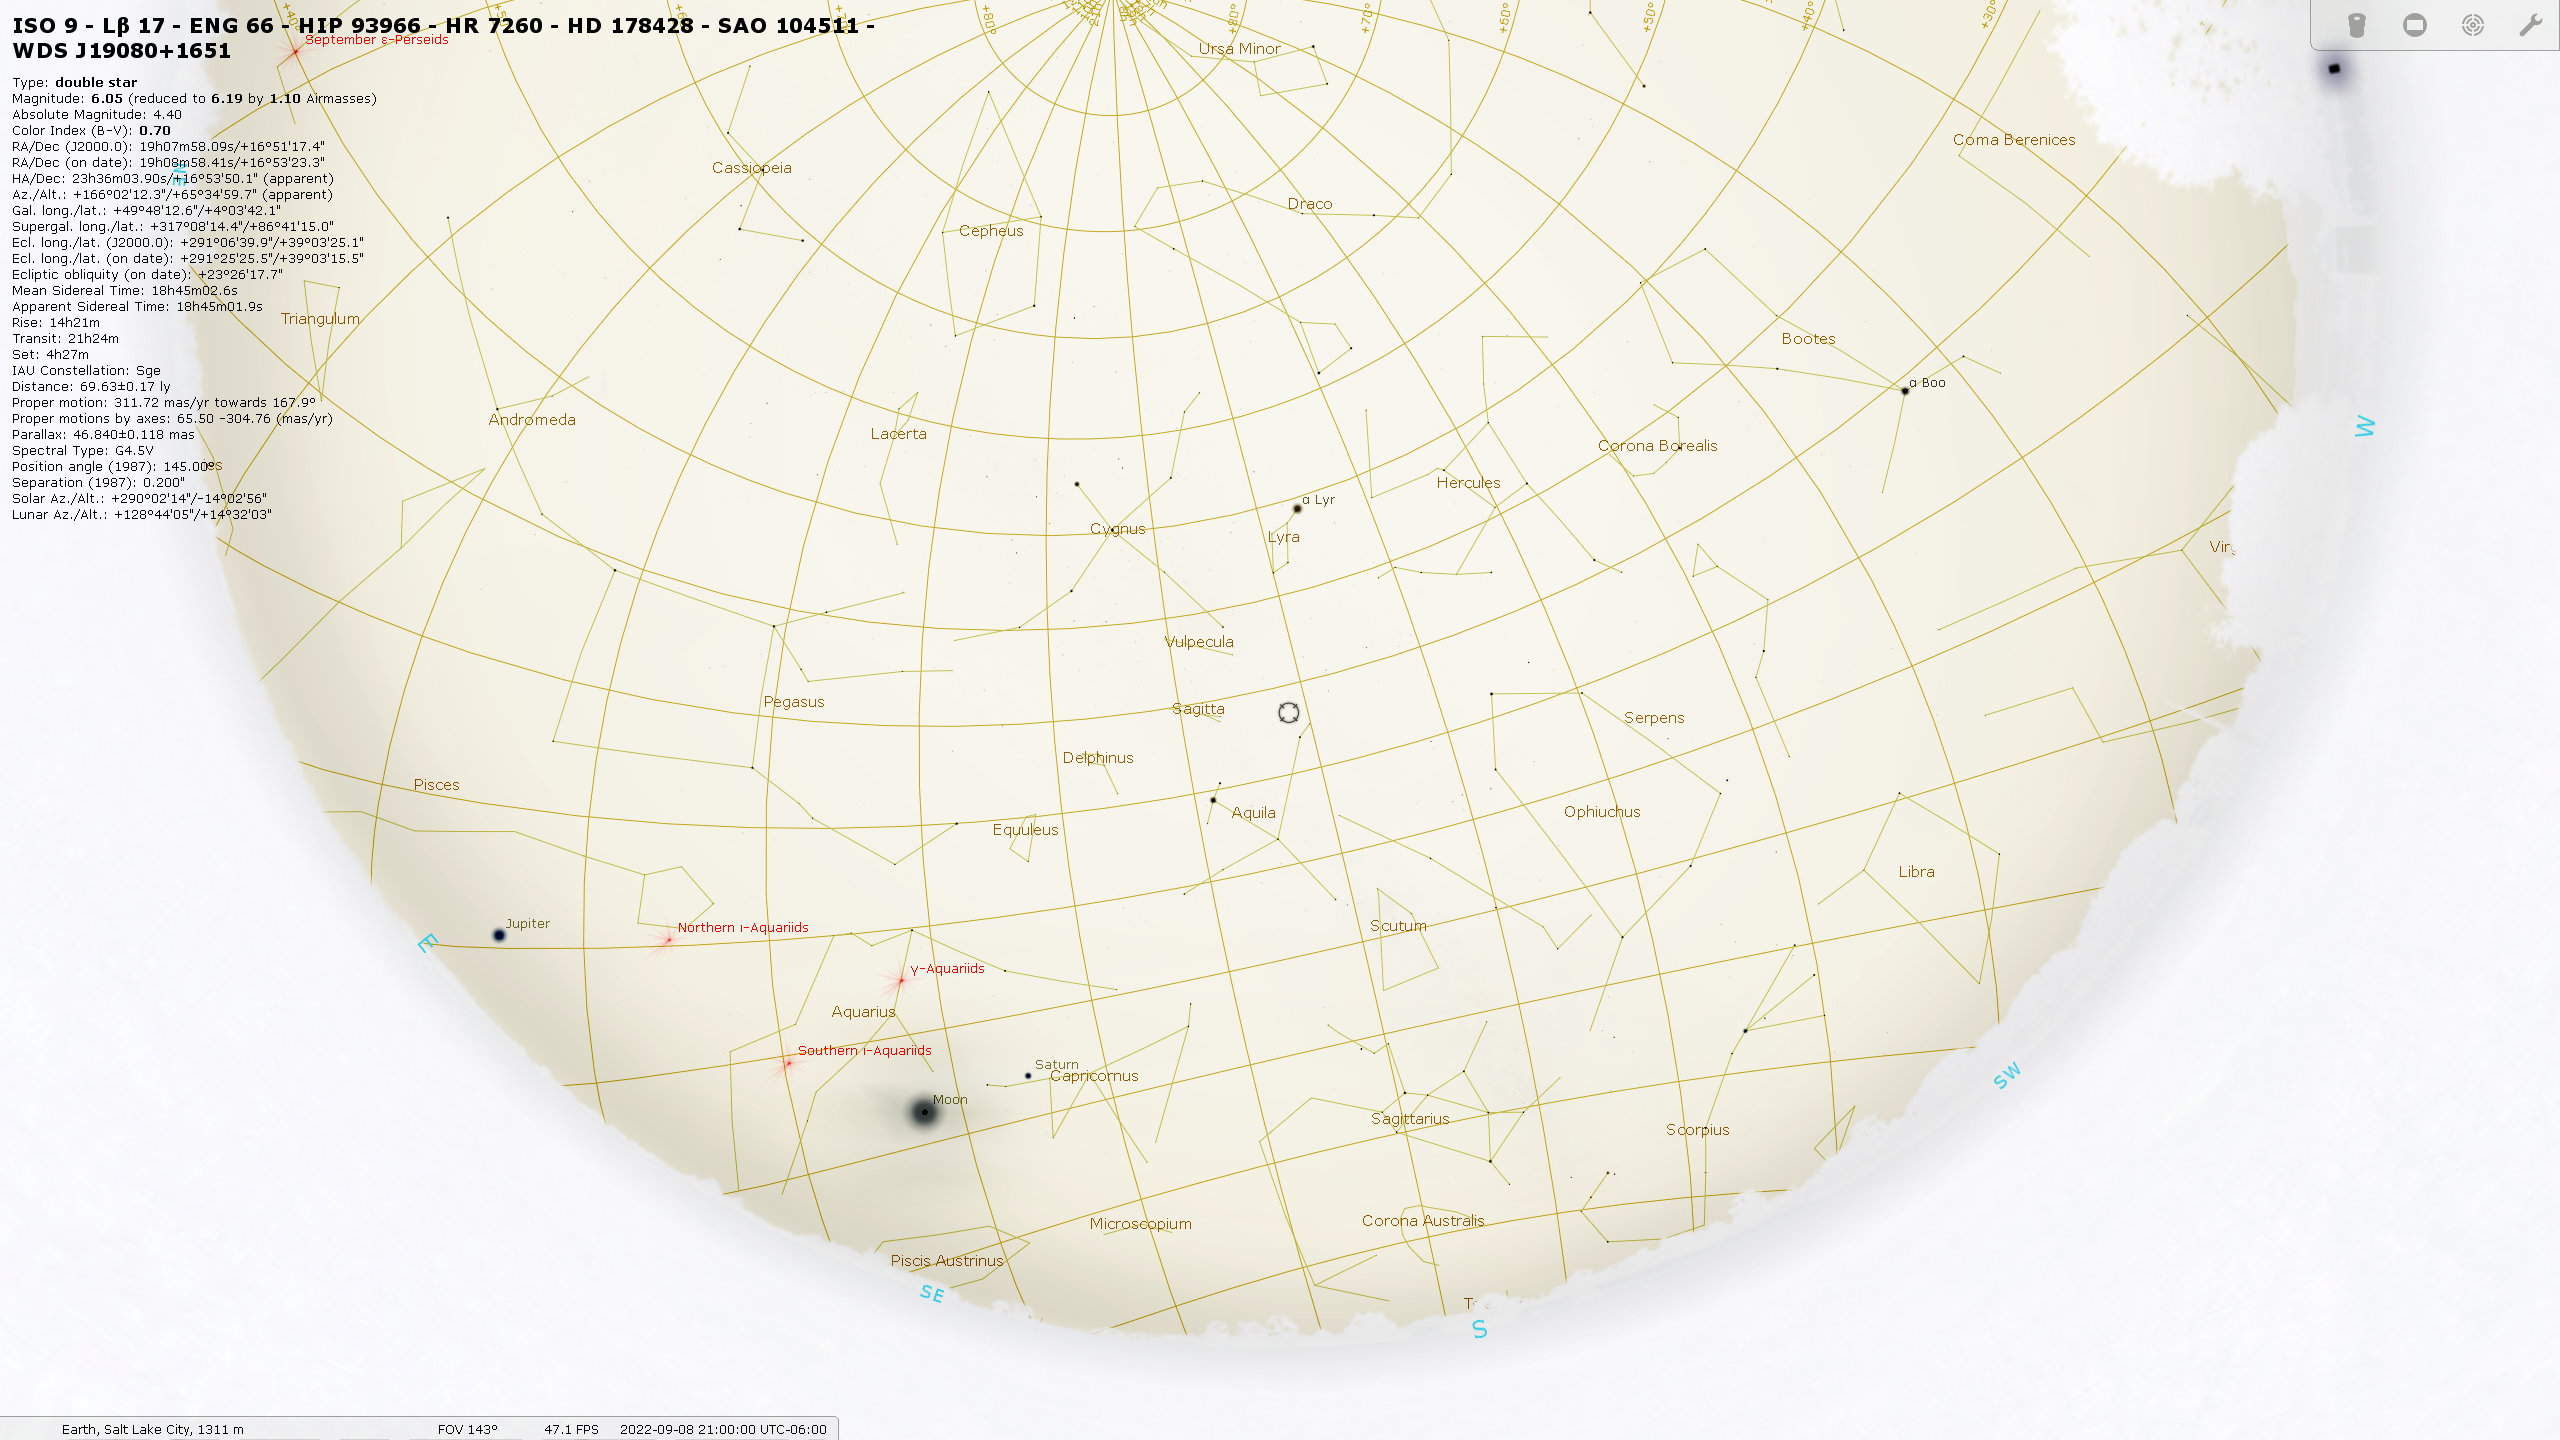 ISO 9 - Lβ 17 - ENG 66 - HIP 93966 - HR 7260 - HD 178428 - SAO 104511 -
WDS J19080+1651
September ε-Perseids
Type: double star
Magnitude: 6.05 (reduced to 6.19 by 1.10 Airmasses)
Absolute Magnitude: 4.40
Color Index (B-V): 0.70
RA/Dec (J2000.0): 19h07m58.09s/+16°51'17.4"
RA/Dec (on date): 19h08m58.41s/+16°53'23.3"
HA/Dec: 23h36m03.90s/+16°53'50.1" (apparent)
Az./Alt.: +166°02'12.3"/+65°34'59.7" (apparent)
Gal. long./lat.: +49°48'12.6"/+4°03'42.1"
Supergal. long./lat.: +317°08'14.4"/+86°41'15.0"
Ecl. long./lat. (J2000.0): +291°06'39.9"/+39°03'25.1"
Ecl. long./lat. (on date): +291°25'25.5"/+39°03'15.5"
Ecliptic obliquity (on date): +23°26'17.7"
Mean Sidereal Time: 18h45m02.6s
Apparent Sidereal Time: 18h45m01.9s
Rise: 14h21m
Transit: 21h24m
Set: 4h27m
IAU Constellation: Sge
Distance: 69.63±0.17 ly
Proper motion: 311.72 mas/yr towards 167.9°
Proper motions by axes: 65.50 -304.76 (mas/yr)
Parallax: 46.840±0.118 mas
Spectral Type: G4.5V
Position angle (1987): 145.00°
Separation (1987): 0.200"
Solar Az./Alt.: +290°02'14"/-14°02'56"
Lunar Az./Alt.: +128°44'05"/+14°32'03"
NE
+40°
+80°
+80°
+70°
+50°
+50°
+40°
+30°
Ursa Minor
Coma Berenices
Cassiopeia
Draco
Cepheus
Triangulum
Bootes
α Boo
Andromeda
Lacerta
W
Corona Borealis
Hercules
α Lyr
Cygnus
Lyra
Vulpecula
Pegasus
Sagitta
Serpens
Delphinus
Pisces
Aquila
Ophiuchus
Equuleus
Libra
Jupiter
Northern ι-Aquariids
Scutum
E
γ-Aquariids
Aquarius
Southern ι-Aquariids
Saturn
Capricornus
SW
Moon
Sagittarius
Scorpius
Microscopium
Corona Australis
Piscis Austrinus
SE
S
Earth, Salt Lake City, 1311 m
FOV 143°
47.1 FPS
2022-09-08 21:00:00 UTC-06:00